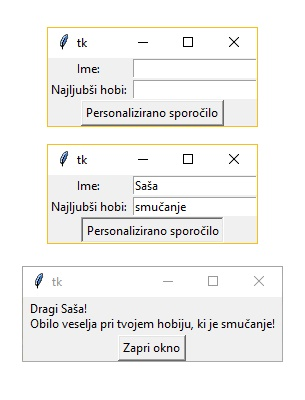 tk
Ime:
Najljubši hobi:
Personalizirano sporočilo
tk
Ime: Saša
Najljubši hobi: smučanje
Personalizirano sporočilo
tk
Dragi Saša!
Obilo veselja pri tvojem hobiju, ki je smučanje!
Zapri okno